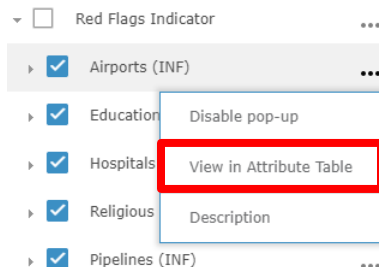 Red Flags Indicator
Airports (INF)
Education
Disable pop-up
Hospitals
View in Attribute Table
Religious
Description
Pipelines (INF)